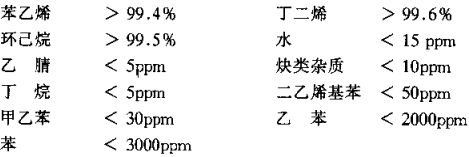 苯乙烯 > 99.4% 丁二烯 > 99.6%
环己烷 > 99.5% 水 < 15 ppm
乙 腈 < 5ppm 炔类杂质 < 10ppm
丁 烷 < 5ppm 二乙烯基苯 < 50ppm
甲乙苯 < 30ppm 乙 苯 < 2000ppm
苯 < 3000ppm